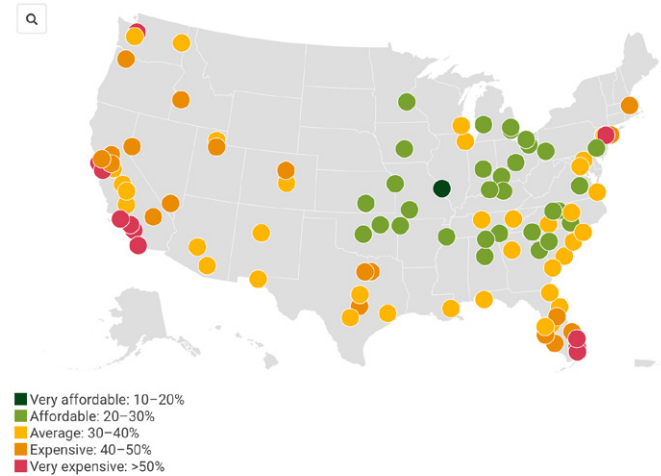 Very affordable: 10–20%
Affordable: 20–30%
Average: 30–40%
Expensive: 40–50%
Very expensive: >50%